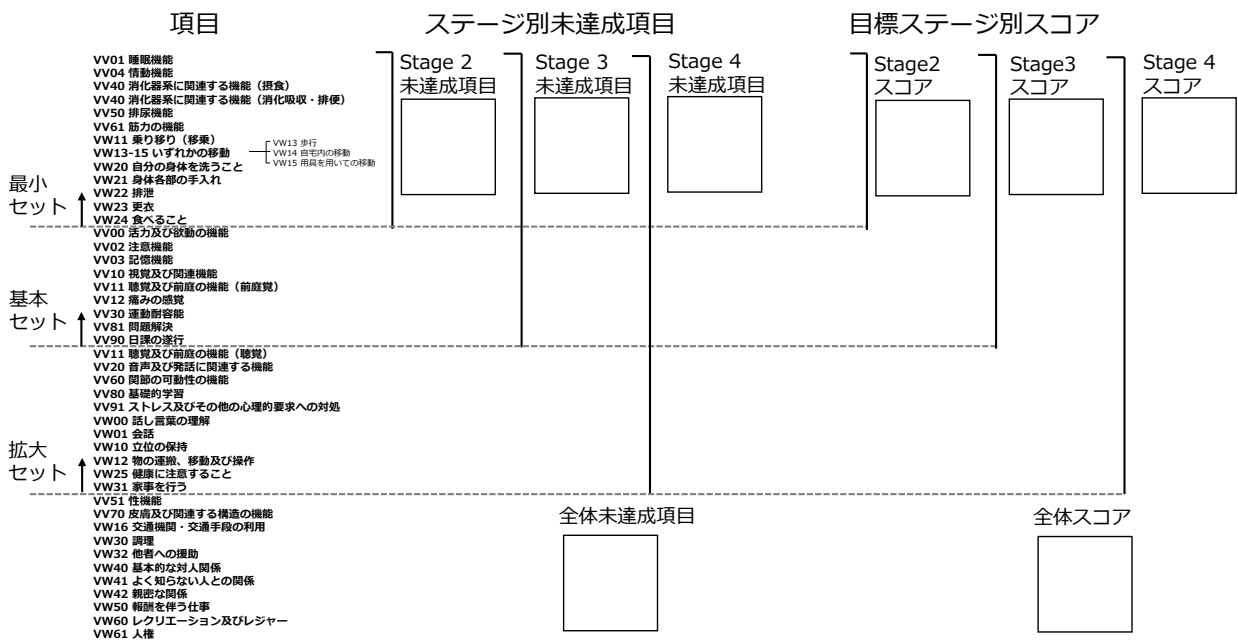 項目
ステージ別未達成項目
目標ステージ別スコア
VV01 睡眠機能
VV04 情動機能
VV40 消化器系に関連する機能（摂食）
VV40 消化器系に関連する機能（消化吸収・排便）
VV50 排尿機能
VV61 筋力の機能
VW11 乗り移り（移乗）
VW13-15 いずれかの移動
VW13 歩行
VW14 自宅内の移動
VW15 用具を用いての移動
VW20 自分の身体を洗うこと
VW21 身体各部の手入れ
VW22 排泄
VW23 更衣
VW24 食べること
最小
セット
VV00 活力及び欲動の機能
VV02 注意機能
VV03 記憶機能
VV10 視覚及び関連機能
VV11 聴覚及び前庭の機能（前庭覚）
VV12 痛みの感覚
VV30 運動耐容能
VV81 問題解決
VV90 日課の遂行
基本
セット
VV11 聴覚及び前庭の機能（聴覚）
VV20 音声及び発話に関連する機能
VV60 関節の可動性の機能
VV80 基礎的学習
VV91 ストレス及びその他の心理的要求への対処
VW00 話し言葉の理解
VW01 会話
VW10 立位の保持
VW12 物の運搬、移動及び操作
VW25 健康に注意すること
VW31 家事を行う
拡大
セット
VV51 性機能
VV70 皮膚及び関連する構造の機能
VW16 交通機関・交通手段の利用
VW30 調理
VW32 他者への援助
VW40 基本的な対人関係
VW41 よく知らない人との関係
VW42 親密な関係
VW50 報酬を伴う仕事
VW60 レクリエーション及びレジャー
VW61 人権
Stage 2
未達成項目
Stage 3
未達成項目
Stage 4
未達成項目
Stage2
スコア
Stage3
スコア
Stage 4
スコア
全体未達成項目
全体スコア